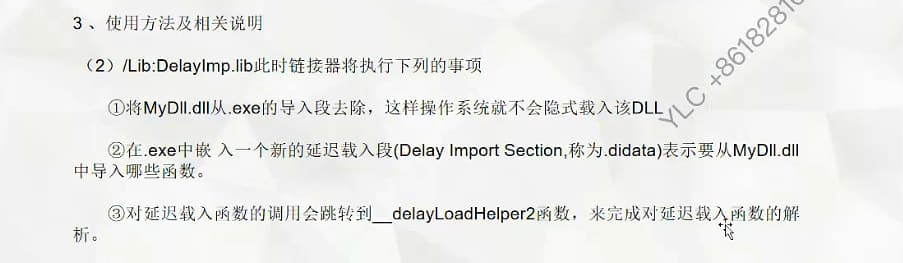 3 、使用方法及相关说明
（2）/Lib:DelayImp.lib此时链接器将执行下列的事项
①将MyDll.dll从.exe的导入段去除，这样操作系统就不会隐式载入该DLL
②在.exe中嵌 入一个新的延迟载入段(Delay Import Section,称为.didata)表示要从MyDll.dll
中导入哪些函数。
③对延迟载入函数的调用会跳转到__delayLoadHelper2函数，来完成对延迟载入函数的解
析。
YLC +8618281